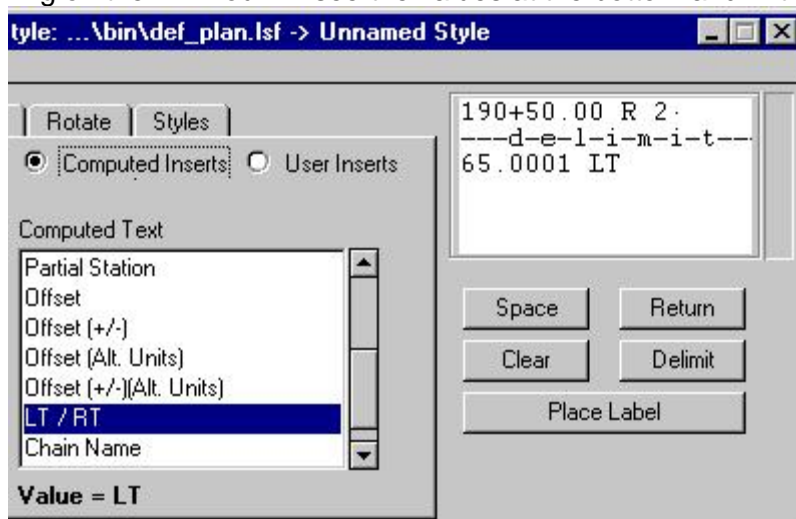 tyle: ...\bin\def_plan.lsf -> Unnamed Style
Rotate
Styles
Computed Inserts
User Inserts
Computed Text
Partial Station
Offset
Offset (+/-)
Offset (Alt. Units)
Offset (+/-)(Alt. Units)
LT / RT
Chain Name
Value = LT
190+50.00 R 2
---d-e-l-i-m-i-t---
65.0001 LT
Space
Return
Clear
Delimit
Place Label